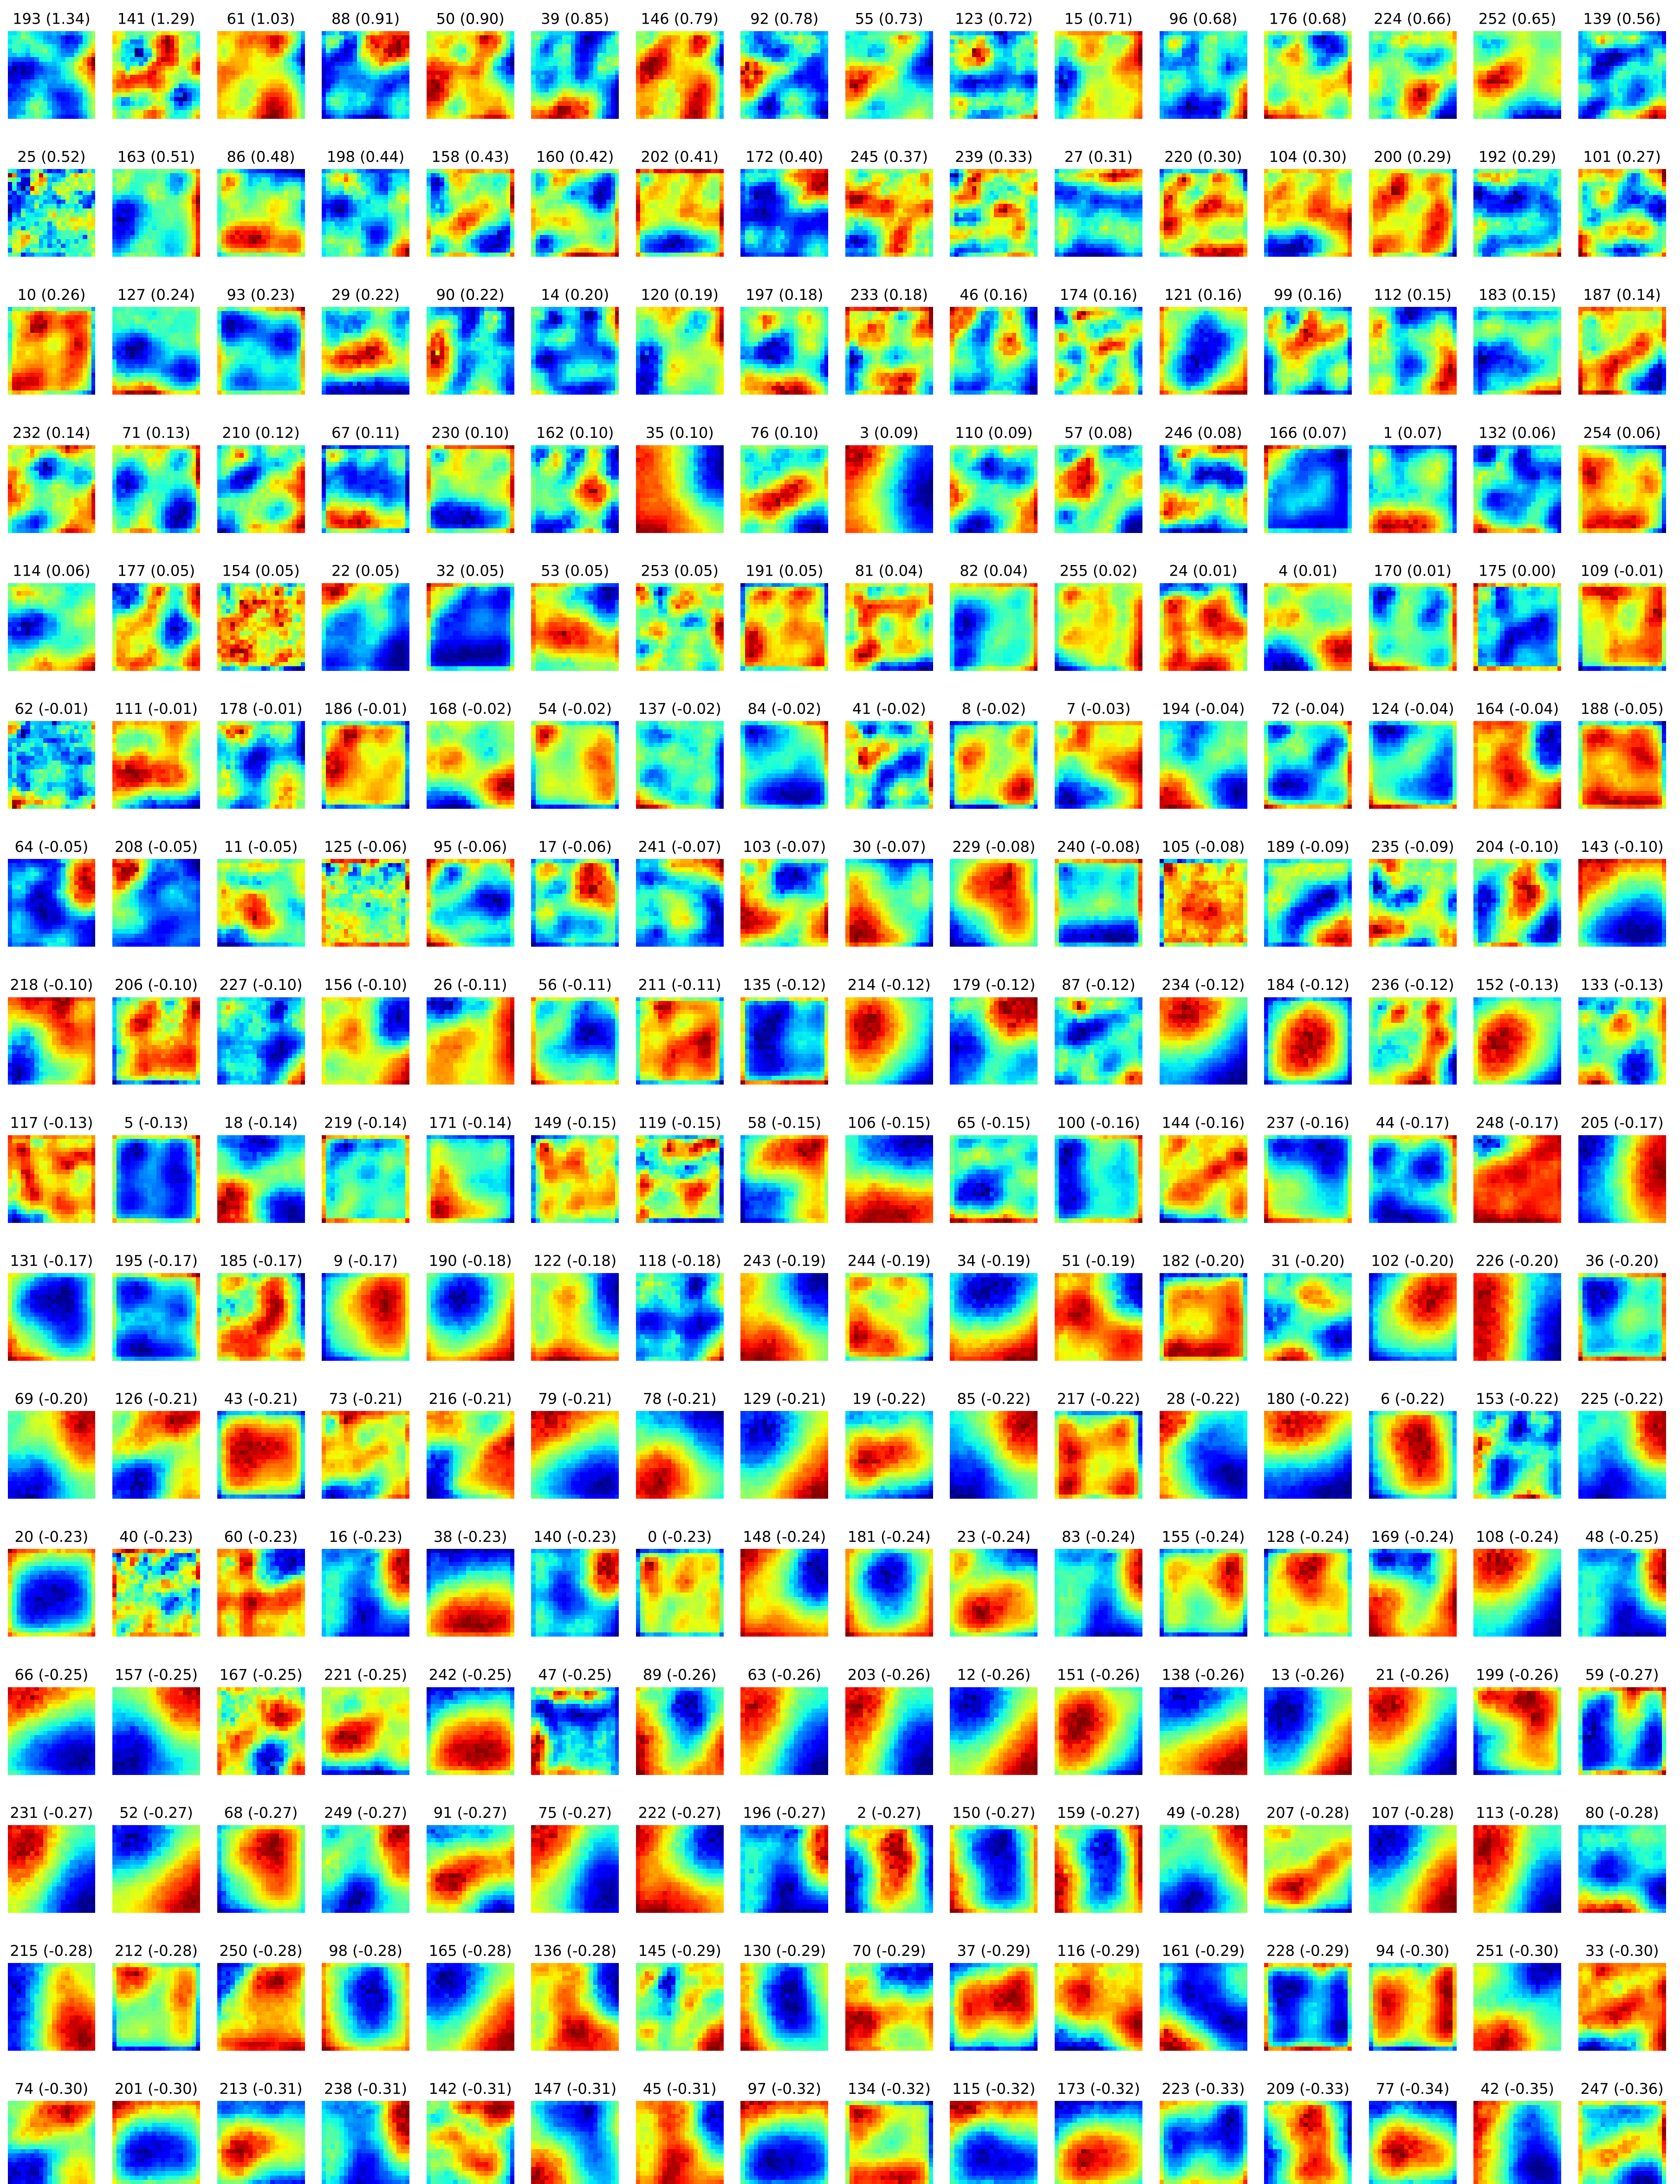 193 (1.34) 141 (1.29) 61 (1.03) 88 (0.91) 50 (0.90) 39 (0.85) 146 (0.79) 92 (0.78) 55 (0.73) 123 (0.72) 15 (0.71) 96 (0.68) 176 (0.68) 224 (0.66) 252 (0.65) 139 (0.56)
25 (0.52) 163 (0.51) 86 (0.48) 198 (0.44) 158 (0.43) 160 (0.42) 202 (0.41) 172 (0.40) 245 (0.37) 239 (0.33) 27 (0.31) 220 (0.30) 104 (0.30) 200 (0.29) 192 (0.29) 101 (0.27)
10 (0.26) 127 (0.24) 93 (0.23) 29 (0.22) 90 (0.22) 14 (0.20) 120 (0.19) 197 (0.18) 233 (0.18) 46 (0.16) 174 (0.16) 121 (0.16) 99 (0.16) 112 (0.15) 183 (0.15) 187 (0.14)
232 (0.14) 71 (0.13) 210 (0.12) 67 (0.11) 230 (0.10) 162 (0.10) 35 (0.10) 76 (0.10) 3 (0.09) 110 (0.09) 57 (0.08) 246 (0.08) 166 (0.07) 1 (0.07) 132 (0.06) 254 (0.06)
114 (0.06) 177 (0.05) 154 (0.05) 22 (0.05) 32 (0.05) 53 (0.05) 253 (0.05) 191 (0.05) 81 (0.04) 82 (0.04) 255 (0.02) 24 (0.01) 4 (0.01) 170 (0.01) 175 (0.00) 109 (-0.01)
62 (-0.01) 111 (-0.01) 178 (-0.01) 186 (-0.01) 168 (-0.02) 54 (-0.02) 137 (-0.02) 84 (-0.02) 41 (-0.02) 8 (-0.02) 7 (-0.03) 194 (-0.04) 72 (-0.04) 124 (-0.04) 164 (-0.04) 188 (-0.05)
64 (-0.05) 208 (-0.05) 11 (-0.05) 125 (-0.06) 95 (-0.06) 17 (-0.06) 241 (-0.07) 103 (-0.07) 30 (-0.07) 229 (-0.08) 240 (-0.08) 105 (-0.08) 189 (-0.09) 235 (-0.09) 204 (-0.10) 143 (-0.10)
218 (-0.10) 206 (-0.10) 227 (-0.10) 156 (-0.10) 26 (-0.11) 56 (-0.11) 211 (-0.11) 135 (-0.12) 214 (-0.12) 179 (-0.12) 87 (-0.12) 234 (-0.12) 184 (-0.12) 236 (-0.12) 152 (-0.13) 133 (-0.13)
117 (-0.13) 5 (-0.13) 18 (-0.14) 219 (-0.14) 171 (-0.14) 149 (-0.15) 119 (-0.15) 58 (-0.15) 106 (-0.15) 65 (-0.15) 100 (-0.16) 144 (-0.16) 237 (-0.16) 44 (-0.17) 248 (-0.17) 205 (-0.17)
131 (-0.17) 195 (-0.17) 185 (-0.17) 9 (-0.17) 190 (-0.18) 122 (-0.18) 118 (-0.18) 243 (-0.19) 244 (-0.19) 34 (-0.19) 51 (-0.19) 182 (-0.20) 31 (-0.20) 102 (-0.20) 226 (-0.20) 36 (-0.20)
69 (-0.20) 126 (-0.21) 43 (-0.21) 73 (-0.21) 216 (-0.21) 79 (-0.21) 78 (-0.21) 129 (-0.21) 19 (-0.22) 85 (-0.22) 217 (-0.22) 28 (-0.22) 180 (-0.22) 6 (-0.22) 153 (-0.22) 225 (-0.22)
20 (-0.23) 40 (-0.23) 60 (-0.23) 16 (-0.23) 38 (-0.23) 140 (-0.23) 0 (-0.23) 148 (-0.24) 181 (-0.24) 23 (-0.24) 83 (-0.24) 155 (-0.24) 128 (-0.24) 169 (-0.24) 108 (-0.24) 48 (-0.25)
66 (-0.25) 157 (-0.25) 167 (-0.25) 221 (-0.25) 242 (-0.25) 47 (-0.25) 89 (-0.26) 63 (-0.26) 203 (-0.26) 12 (-0.26) 151 (-0.26) 138 (-0.26) 13 (-0.26) 21 (-0.26) 199 (-0.26) 59 (-0.27)
231 (-0.27) 52 (-0.27) 68 (-0.27) 249 (-0.27) 91 (-0.27) 75 (-0.27) 222 (-0.27) 196 (-0.27) 2 (-0.27) 150 (-0.27) 159 (-0.27) 49 (-0.28) 207 (-0.28) 107 (-0.28) 113 (-0.28) 80 (-0.28)
215 (-0.28) 212 (-0.28) 250 (-0.28) 98 (-0.28) 165 (-0.28) 136 (-0.28) 145 (-0.29) 130 (-0.29) 70 (-0.29) 37 (-0.29) 116 (-0.29) 161 (-0.29) 228 (-0.29) 94 (-0.30) 251 (-0.30) 33 (-0.30)
74 (-0.30) 201 (-0.30) 213 (-0.31) 238 (-0.31) 142 (-0.31) 147 (-0.31) 45 (-0.31) 97 (-0.32) 134 (-0.32) 115 (-0.32) 173 (-0.32) 223 (-0.33) 209 (-0.33) 77 (-0.34) 42 (-0.35) 247 (-0.36)